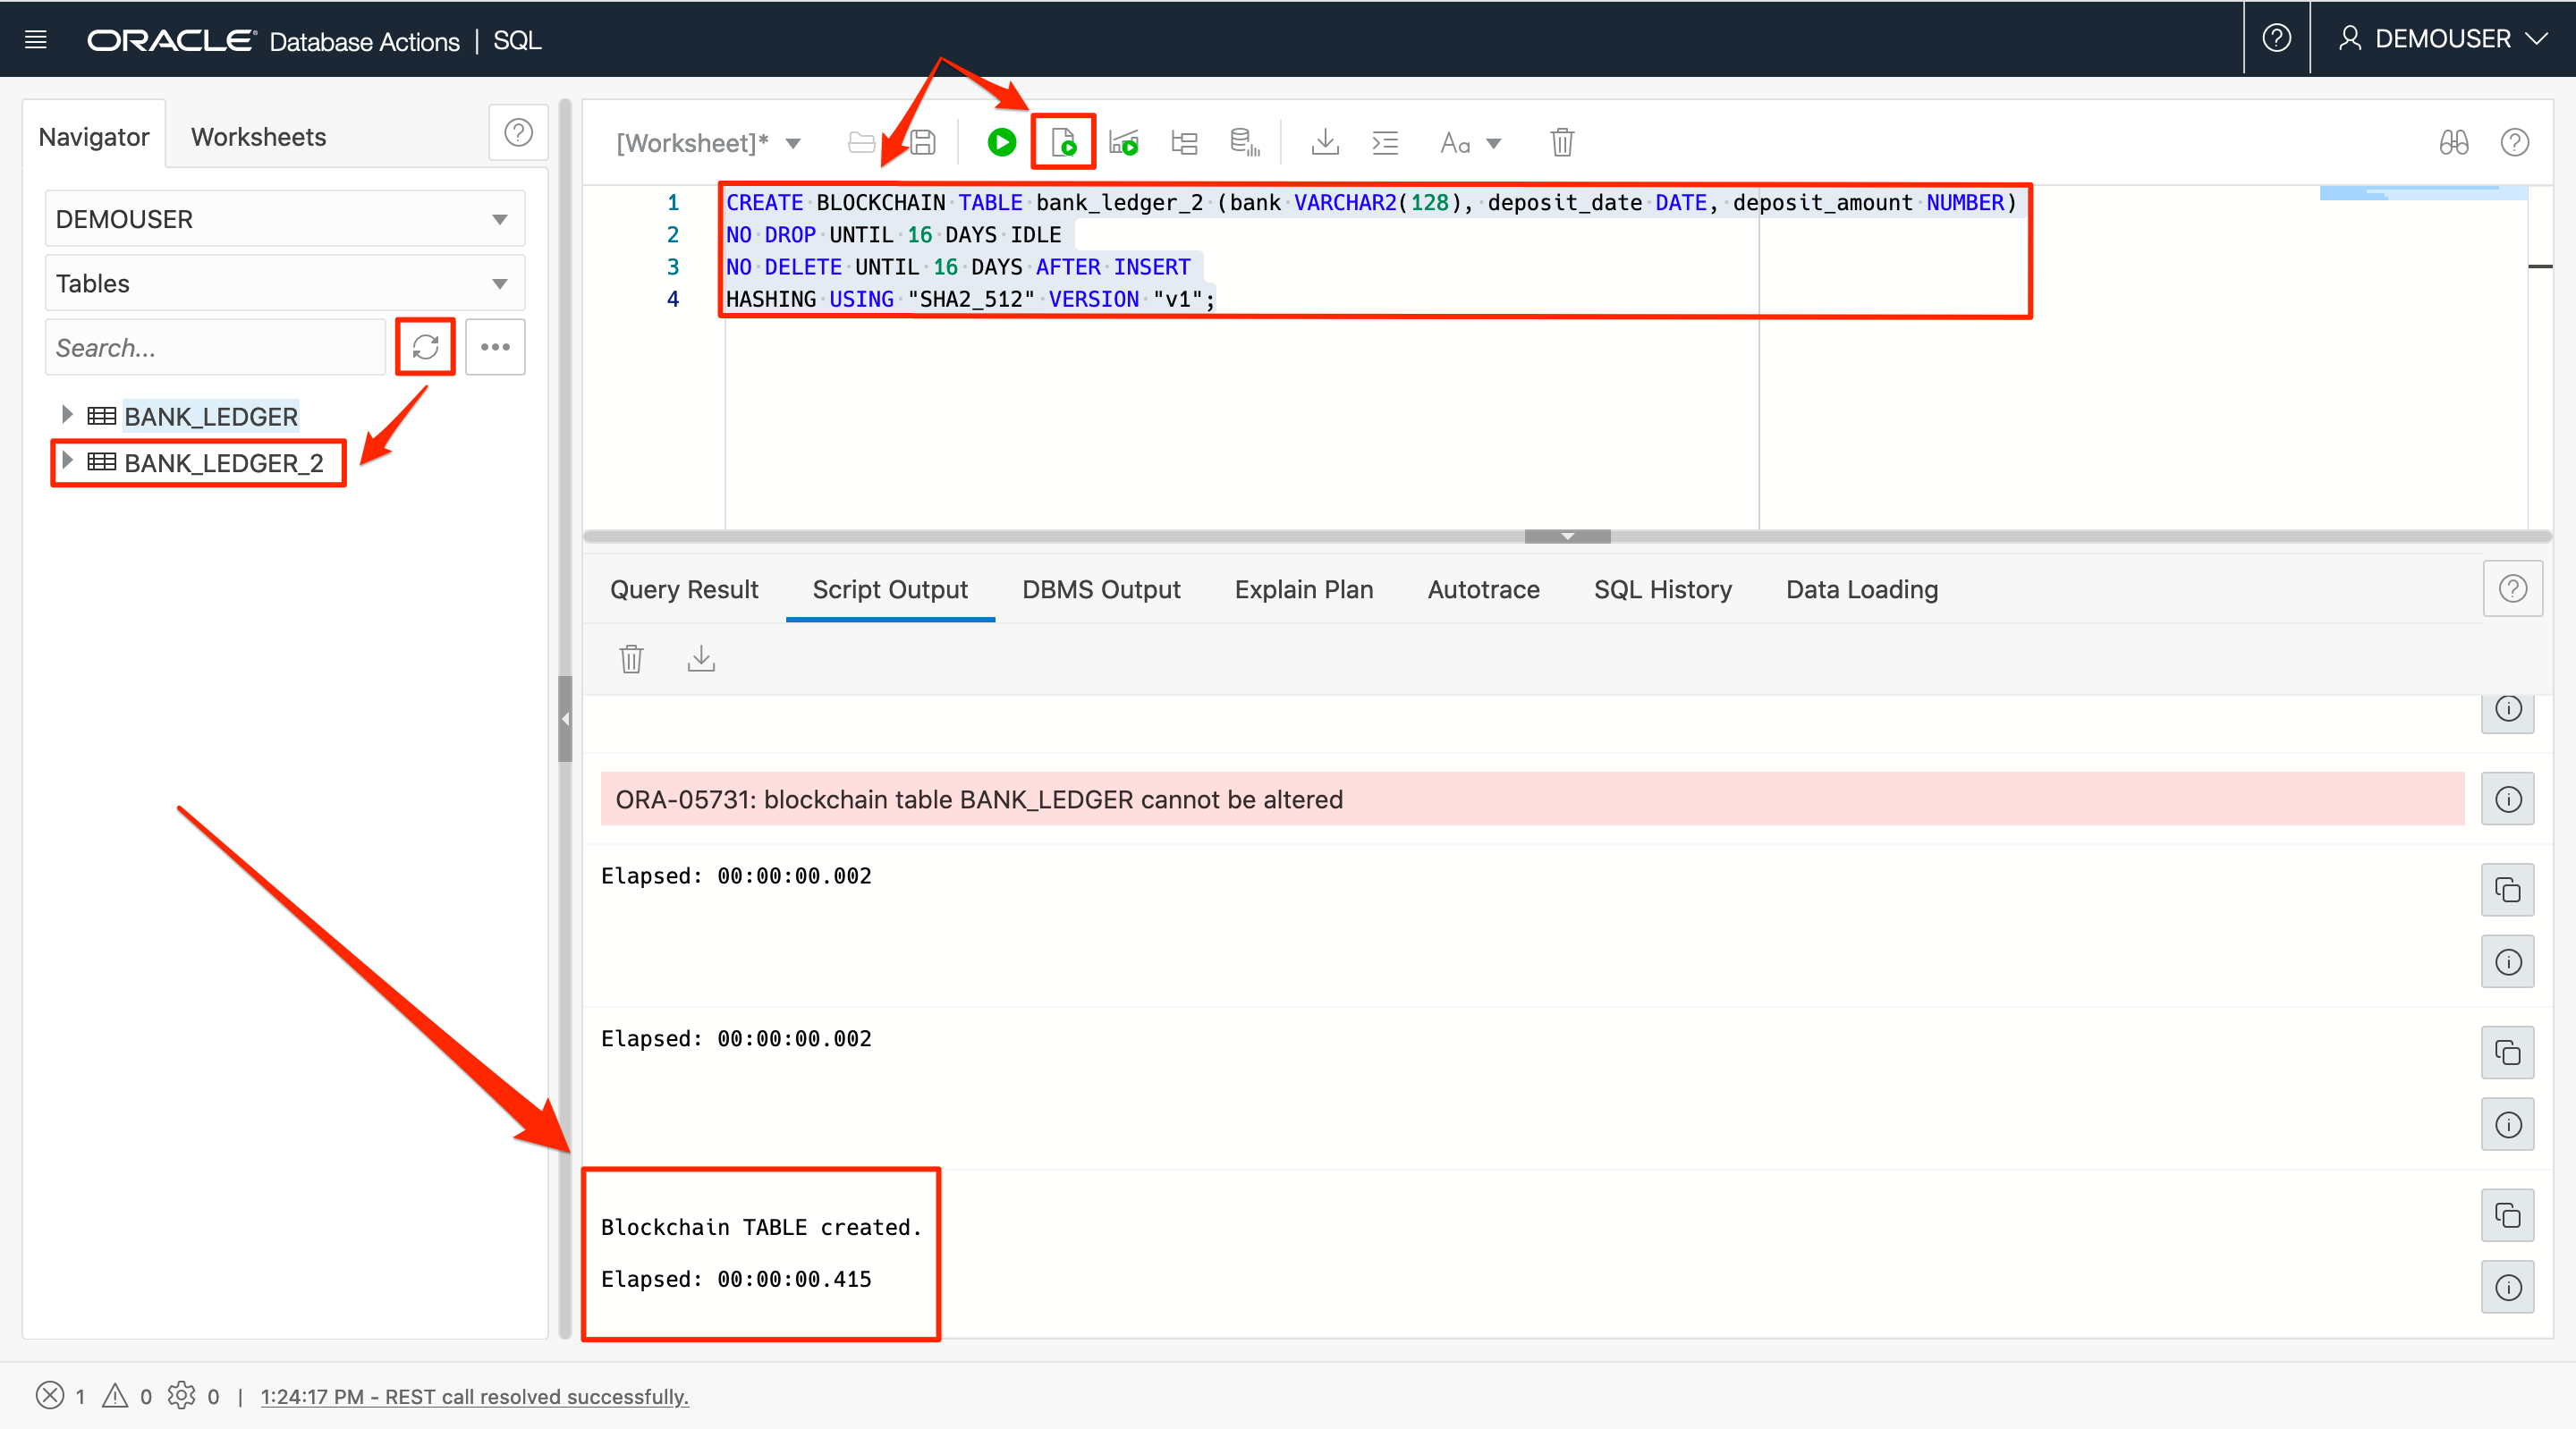 ORACLE Database Actions | SQL
DEMOUSER
Navigator
Worksheets
DEMOUSER
Tables
Search...
BANK_LEDGER
BANK_LEDGER_2
[Worksheet]*
Aa
1 CREATE BLOCKCHAIN TABLE bank_ledger_2 (bank VARCHAR2(128), deposit_date DATE, deposit_amount NUMBER)
2 NO DROP UNTIL 16 DAYS IDLE
3 NO DELETE UNTIL 16 DAYS AFTER INSERT
4 HASHING USING "SHA2_512" VERSION "v1";
Query Result Script Output DBMS Output Explain Plan Autotrace SQL History Data Loading
ORA-05731: blockchain table BANK_LEDGER cannot be altered
Elapsed: 00:00:00.002
Elapsed: 00:00:00.002
Blockchain TABLE created.
Elapsed: 00:00:00.415
1 0 0 | 1:24:17 PM - REST call resolved successfully.